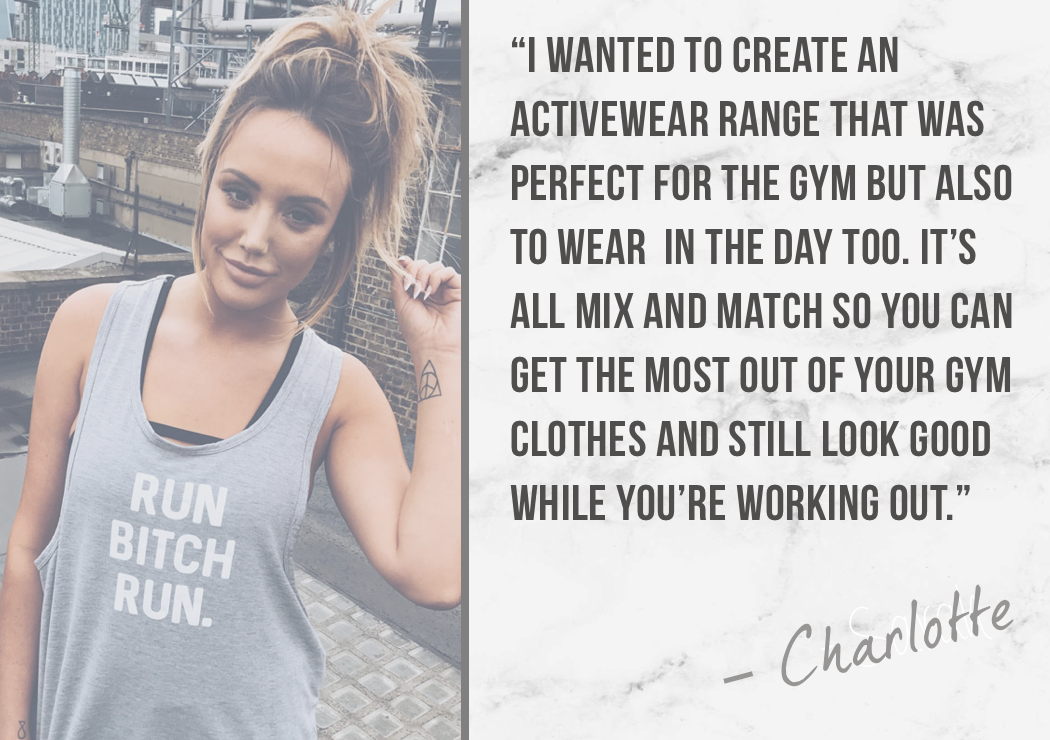 RUN
BITCH
RUN.
“I WANTED TO CREATE AN
ACTIVEWEAR RANGE THAT WAS
PERFECT FOR THE GYM BUT ALSO
TO WEAR  IN THE DAY TOO. IT’S
ALL MIX AND MATCH SO YOU CAN
GET THE MOST OUT OF YOUR GYM
CLOTHES AND STILL LOOK GOOD
WHILE YOU’RE WORKING OUT.”
– Charlotte